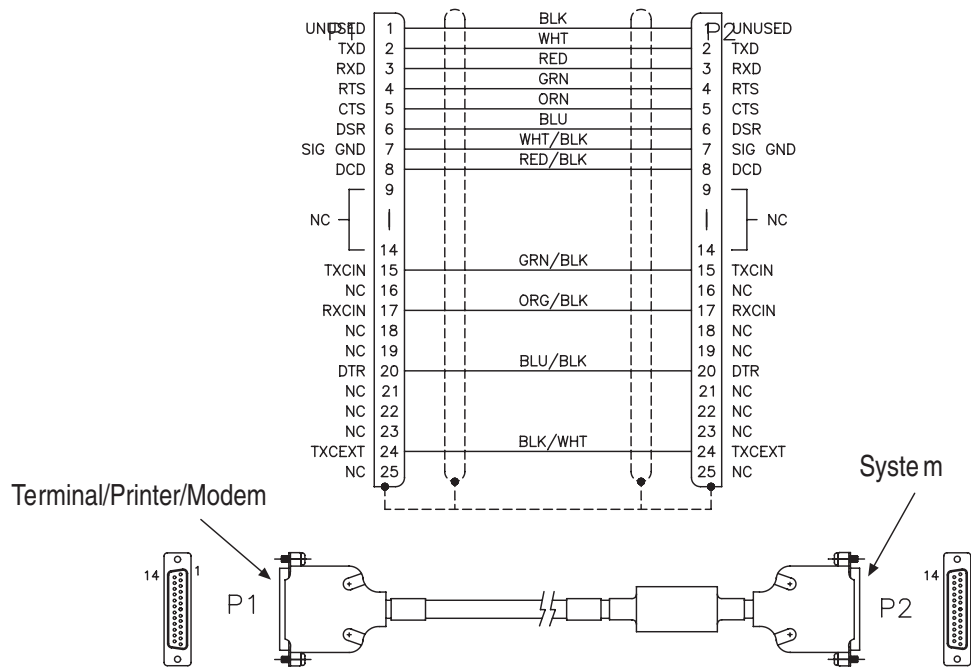 BLK
P1 P2
UNUSED 1 1 UNUSED
WHT
TXD 2 2 TXD
RED
RXD 3 3 RXD
GRN
RTS 4 4 RTS
ORN
CTS 5 5 CTS
BLU
DSR 6 6 DSR
WHT/BLK
SIG GND 7 7 SIG GND
RED/BLK
DCD 8 8 DCD
9 9
NC NC
14 14
GRN/BLK
TXCIN 15 15 TXCIN
NC 16 16 NC
ORG/BLK
RXCIN 17 17 RXCIN
NC 18 18 NC
NC 19 19 NC
BLU/BLK
DTR 20 20 DTR
NC 21 21 NC
NC 22 22 NC
NC 23 23 NC
BLK/WHT
TXCEXT 24 24 TXCEXT
NC 25 25 NC
System
Terminal/Printer/Modem
14 1 14
P1 P2